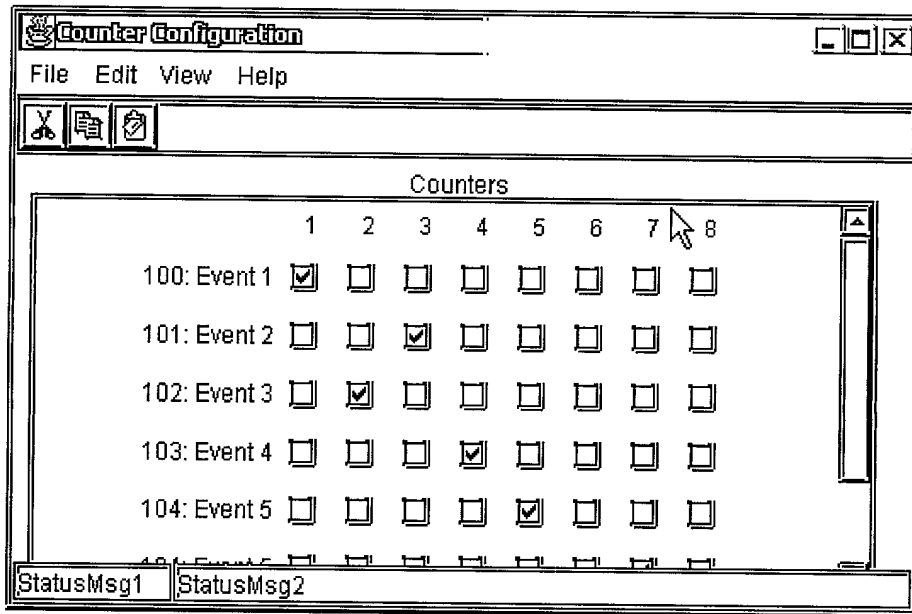 Counter Configuration
File Edit View Help
Counters
1 2 3 4 5 6 7 8
100: Event 1
101: Event 2
102: Event 3
103: Event 4
104: Event 5
StatusMsg1 StatusMsg2